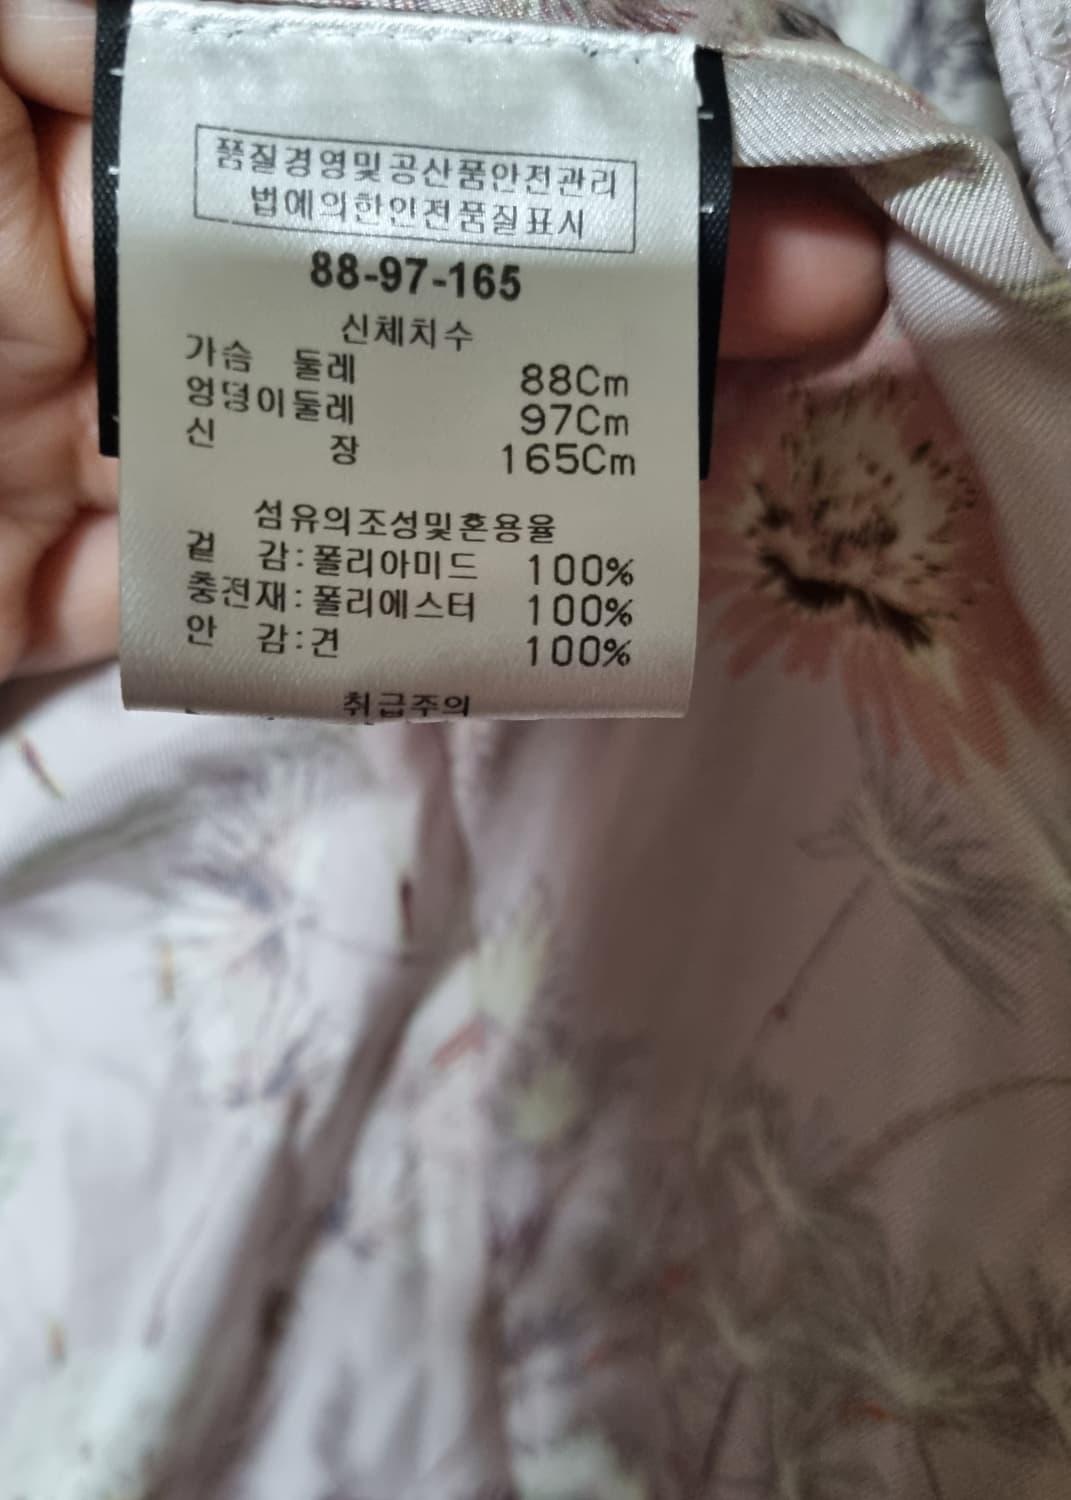 품질경영및공산품안전관리
법에의한안전품질표시
88-97-165
신체치수
가슴 둘레 88Cm
엉덩이둘레 97Cm
신 장 165Cm
섬유의조성및혼용율
겉 감:폴리아미드 100%
충전재:폴리에스터 100%
안 감:견 100%
취급주의